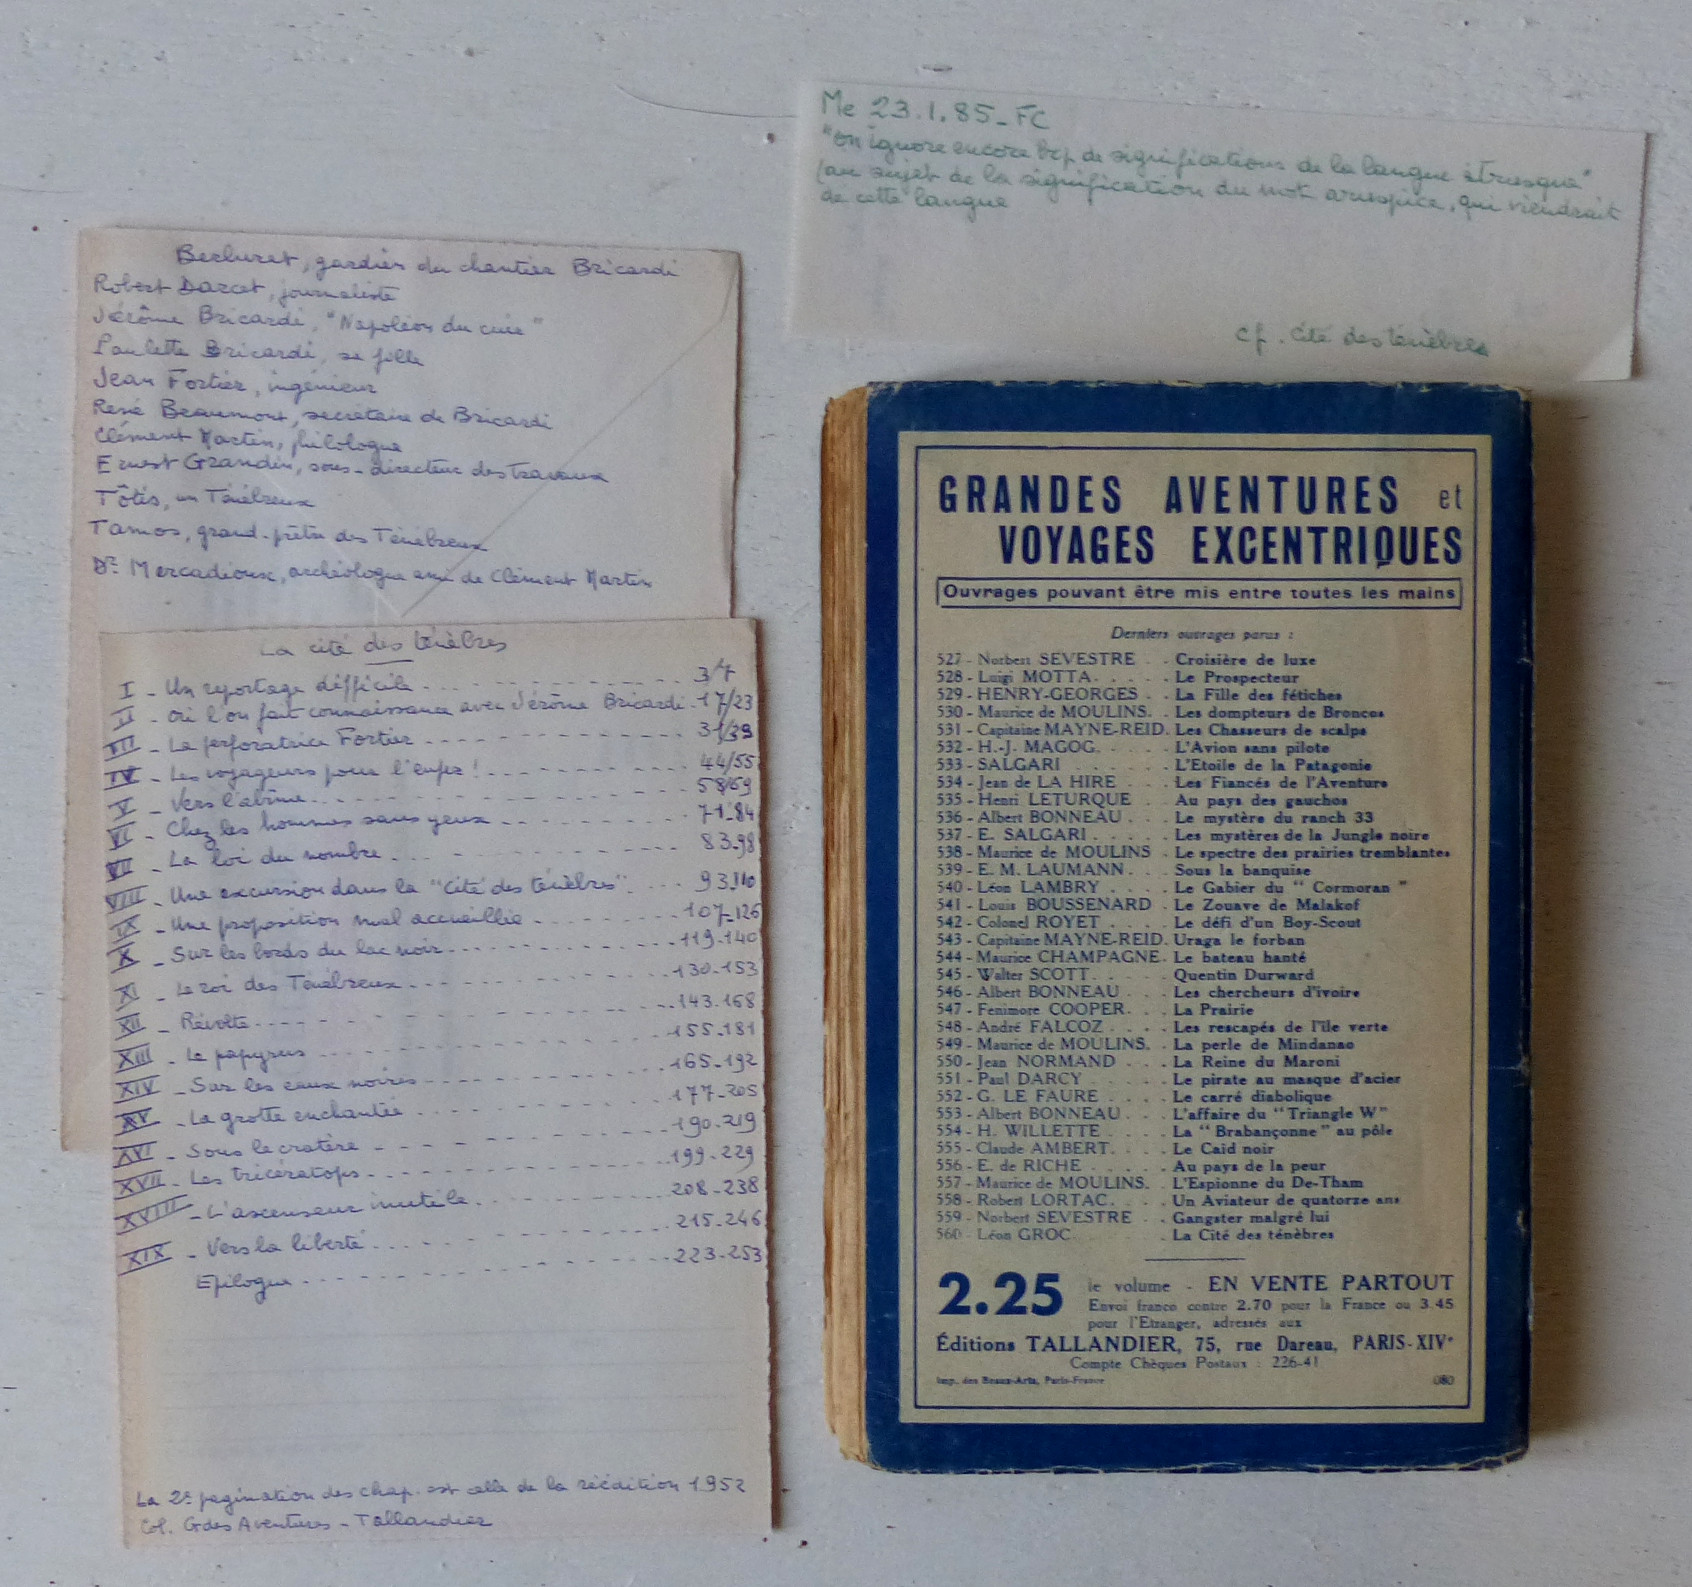 Me 23.1.85_FC
"on ignore encore bcp de significations de la langue étrusque"
(au sujet de la signification du mot aruspice, qui viendrait
de cette langue
cf. Cité des ténèbres
Berluret, gardien du chantier Bricardi
Robert Darcet, journaliste
Jérôme Bricardi, "Napoléon du cuir"
Paulette Bricardi, sa fille
Jean Fortier, ingénieur
René Beaumont, secrétaire de Bricardi
Clément Martin, philologue
Ernest Grandin, sous-directeur des travaux
Tôtis, un Ténébreux
Tamos, grand-prêtre des Ténébreux
Dr Mercadioux, archéologue ami de Clément Martin
La cité des ténèbres
I - Un reportage difficile 3/7
II - Où l'on fait connaissance avec Jérôme Bricardi 17/23
III - La perforatrice Fortier 31/39
IV - Les voyageurs pour l'enfer ! 44/55
V - Vers l'abîme 58/69
VI - Chez les hommes sans yeux 71-84
VII - La loi du nombre 83-98
VIII - Une excursion dans la "cité des ténèbres" 93-110
IX - Une proposition mal accueillie 107-126
X - Sur les bords du lac noir 119-140
XI - Le roi des Ténébreux 130-153
XII - Révolte 143-168
XIII - Le papyrus 155-181
XIV - Sur les eaux noires 165-192
XV - La grotte enchantée 177-205
XVI - Sous le cratère 190-219
XVII - Les tricératops 199-229
XVIII - L'ascenseur inutile 208-238
XIX - Vers la liberté 215-246
Epilogue 223-253
La 2e pagination des chap. est celle de la réédition 1952
Col. Gdes Aventures - Tallandier
GRANDES AVENTURES et
VOYAGES EXCENTRIQUES
Ouvrages pouvant être mis entre toutes les mains
Derniers ouvrages parus :
527 - Norbert SEVESTRE . . Croisière de luxe
528 - Luigi MOTTA . . . . . Le Prospecteur
529 - HENRY-GEORGES . . La Fille des fétiches
530 - Maurice de MOULINS. . Les dompteurs de Broncos
531 - Capitaine MAYNE-REID. Les Chasseurs de scalps
532 - H.-J. MAGOG. . . . . L'Avion sans pilote
533 - SALGARI . . . . . . L'Etoile de la Patagonie
534 - Jean de LA HIRE . . . Les Fiancés de l'Aventure
535 - Henri LETURQUE . . Au pays des gauchos
536 - Albert BONNEAU . . . Le mystère du ranch 33
537 - E. SALGARI . . . . . Les mystères de la Jungle noire
538 - Maurice de MOULINS . Le spectre des prairies tremblantes
539 - E. M. LAUMANN . . . Sous la banquise
540 - Léon LAMBRY . . . . Le Gabier du " Cormoran "
541 - Louis BOUSSENARD . Le Zouave de Malakof
542 - Colonel ROYET . . . . Le défi d'un Boy-Scout
543 - Capitaine MAYNE-REID. Uraga le forban
544 - Maurice CHAMPAGNE. Le bateau hanté
545 - Walter SCOTT . . . . . Quentin Durward
546 - Albert BONNEAU . . . Les chercheurs d'ivoire
547 - Fenimore COOPER. . . La Prairie
548 - André FALCOZ . . . . Les rescapés de l'île verte
549 - Maurice de MOULINS. . La perle de Mindanao
550 - Jean NORMAND . . . La Reine du Maroni
551 - Paul DARCY . . . . . Le pirate au masque d'acier
552 - G. LE FAURE . . . . Le carré diabolique
553 - Albert BONNEAU . . . L'affaire du "Triangle W"
554 - H. WILLETTE . . . . La " Brabançonne " au pôle
555 - Claude AMBERT. . . . Le Caïd noir
556 - E. de RICHE . . . . . Au pays de la peur
557 - Maurice de MOULINS. . L'Espionne du De-Tham
558 - Robert LORTAC. . . . Un Aviateur de quatorze ans
559 - Norbert SEVESTRE . . Gangster malgré lui
560 - Léon GROC . . . . . La Cité des ténèbres
2.25 le volume - EN VENTE PARTOUT
Envoi franco contre 2.70 pour la France ou 3.45
pour l'Etranger, adressés aux
Éditions TALLANDIER, 75, rue Dareau, PARIS-XIVe
Compte Chèques Postaux : 226-41
Imp. des Beaux-Arts, Paris-France 080